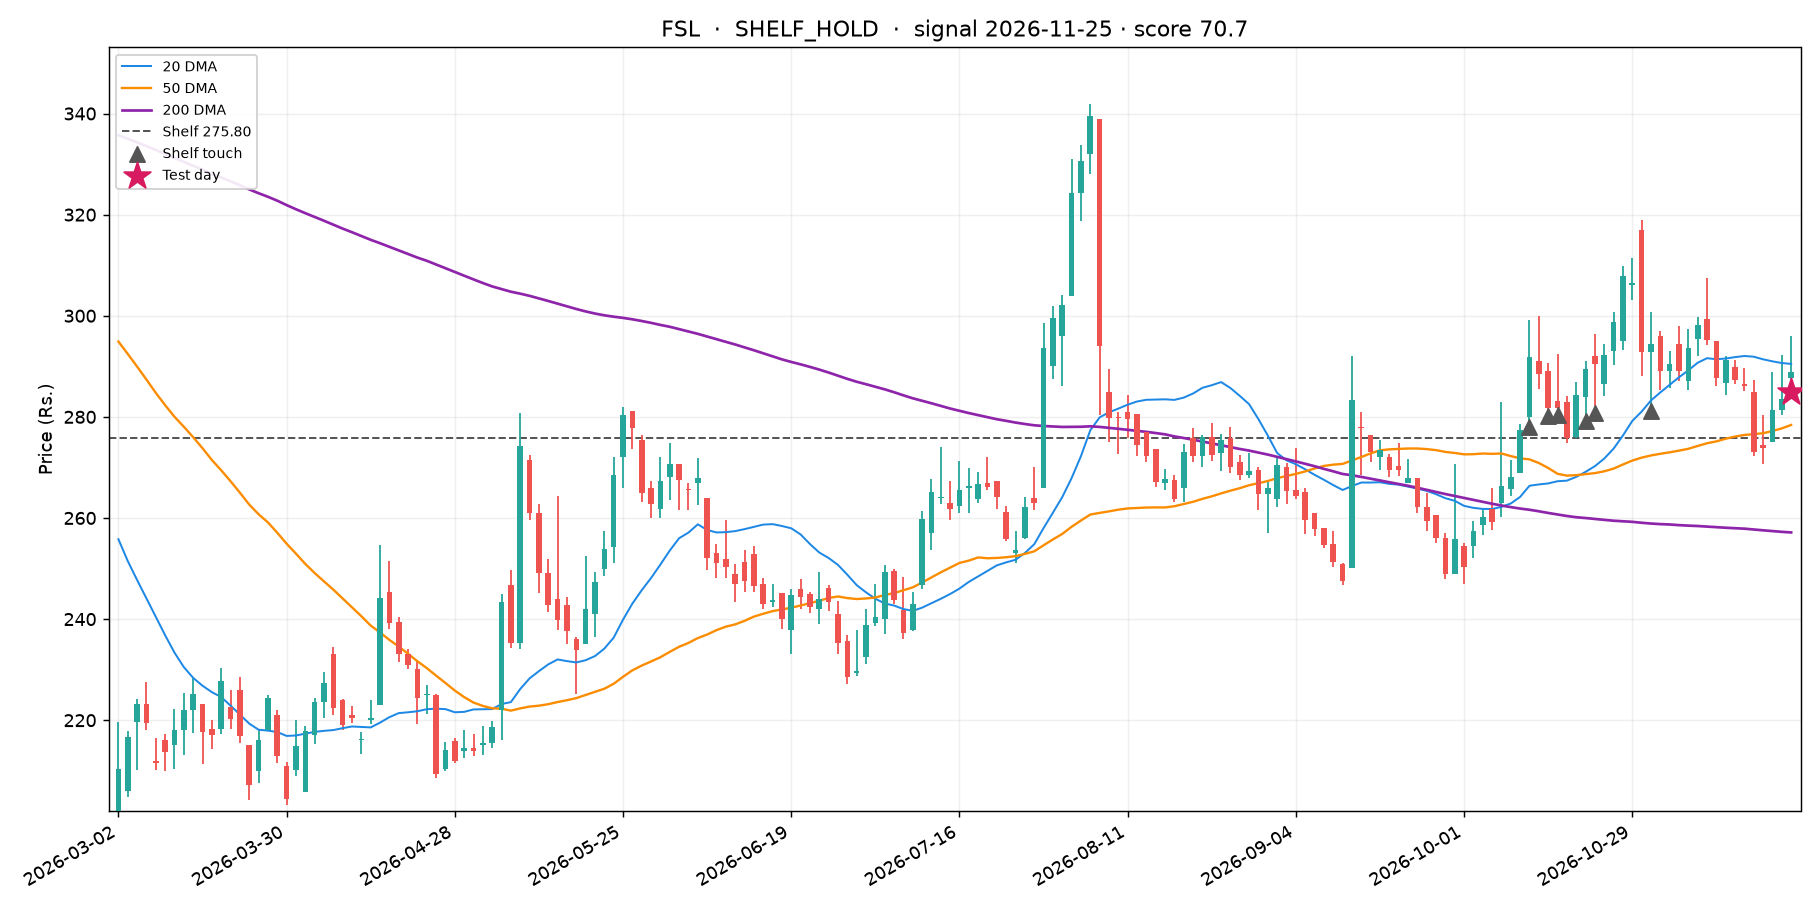 FSL · SHELF_HOLD · signal 2026-11-25 · score 70.7
20 DMA
50 DMA
200 DMA
Shelf 275.80
Shelf touch
Test day
Price (Rs.)
340
320
300
280
260
240
220
2026-03-02
2026-03-30
2026-04-28
2026-05-25
2026-06-19
2026-07-16
2026-08-11
2026-09-04
2026-10-01
2026-10-29